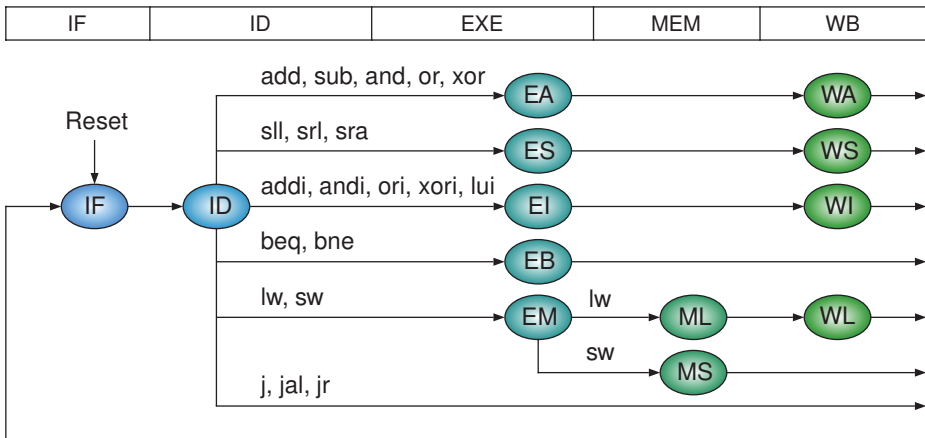 IF ID EXE MEM WB
add, sub, and, or, xor EA WA
Reset
sll, srl, sra ES WS
addi, andi, ori, xori, lui
IF ID EI WI
beq, bne EB
lw, sw EM lw ML WL
sw MS
j, jal, jr